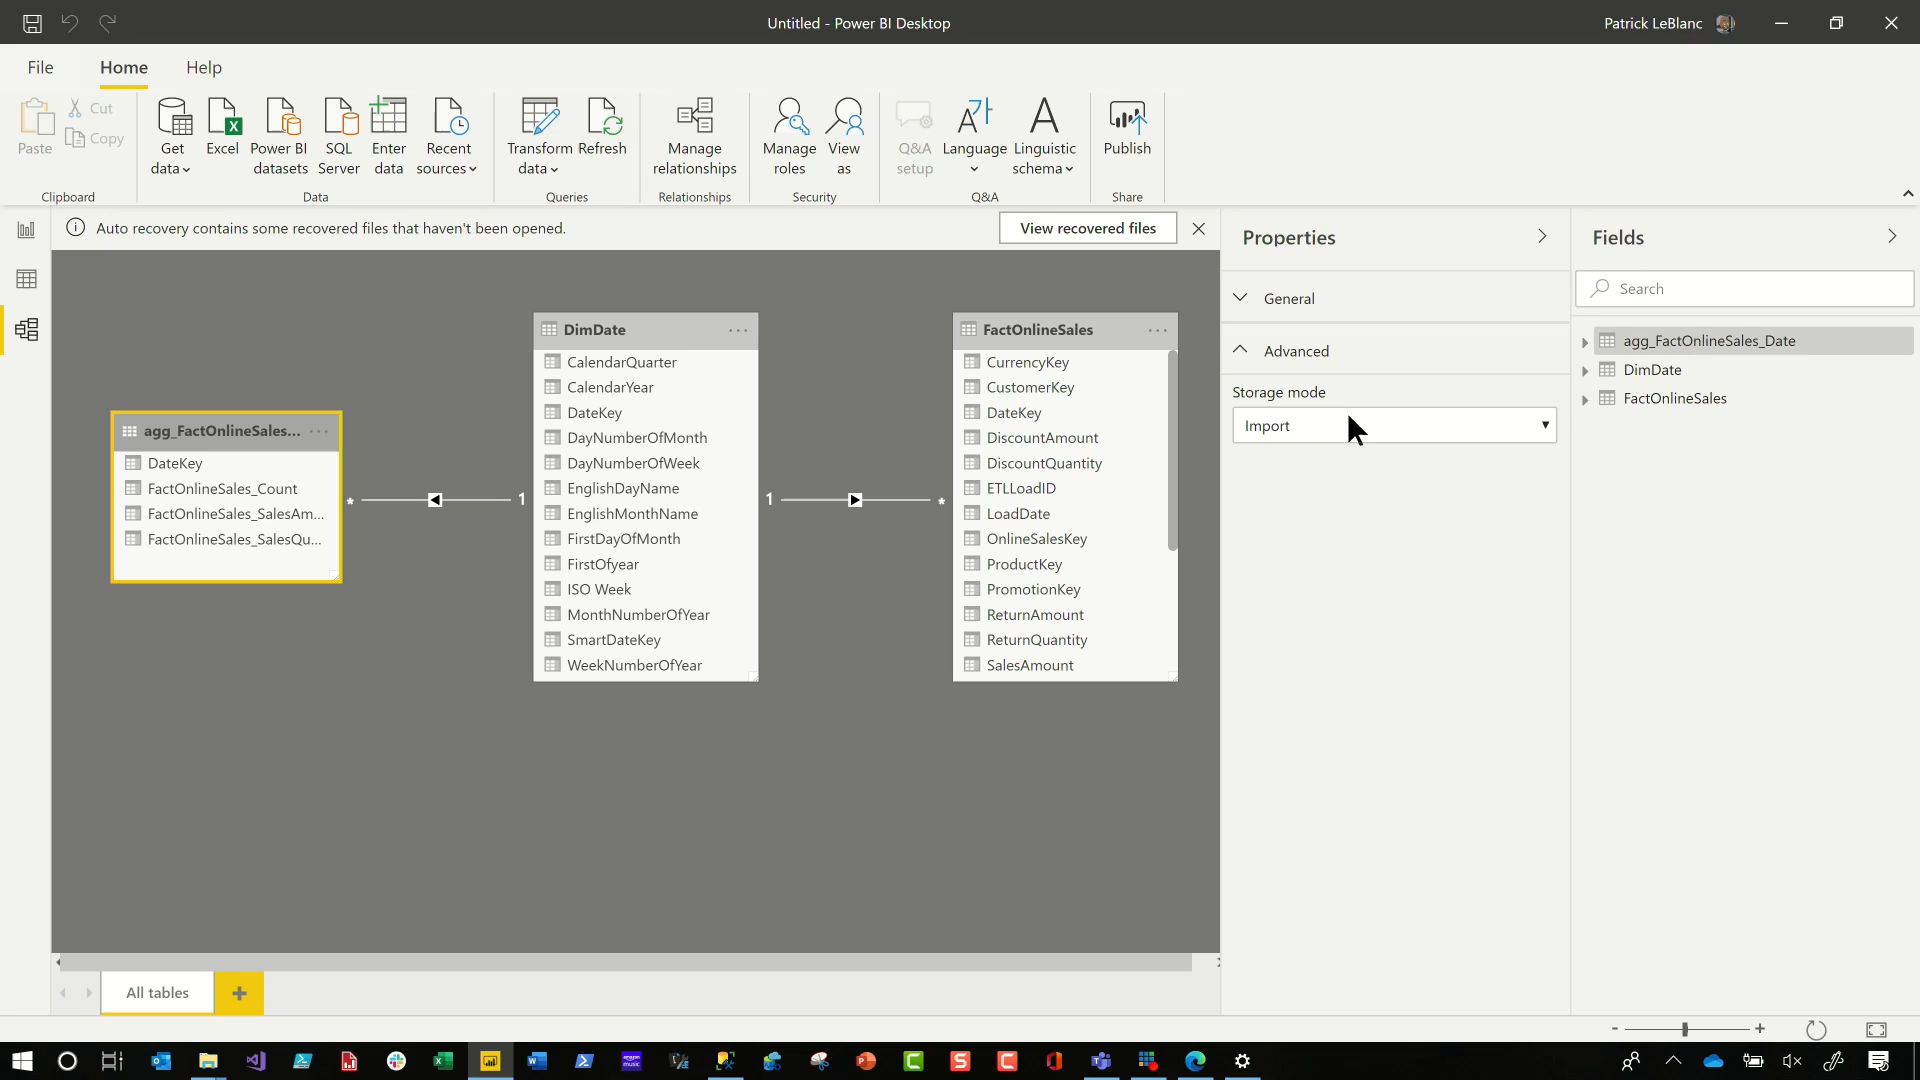 Untitled - Power BI Desktop
Patrick LeBlanc
File
Home
Help
Paste
Cut
Copy
Clipboard
Get
data
Excel
Power BI
datasets
SQL
Server
Enter
data
Recent
sources
Data
Transform
data
Refresh
Queries
Manage
relationships
Relationships
Manage
roles
View
as
Security
Q&A
setup
Language
Linguistic
schema
Q&A
Publish
Share
Auto recovery contains some recovered files that haven't been opened.
View recovered files
agg_FactOnlineSales...
DateKey
FactOnlineSales_Count
FactOnlineSales_SalesAm...
FactOnlineSales_SalesQu...
* 1
DimDate
CalendarQuarter
CalendarYear
DateKey
DayNumberOfMonth
DayNumberOfWeek
EnglishDayName
EnglishMonthName
FirstDayOfMonth
FirstOfyear
ISO Week
MonthNumberOfYear
SmartDateKey
WeekNumberOfYear
1 *
FactOnlineSales
CurrencyKey
CustomerKey
DateKey
DiscountAmount
DiscountQuantity
ETLLoadID
LoadDate
OnlineSalesKey
ProductKey
PromotionKey
ReturnAmount
ReturnQuantity
SalesAmount
Properties
General
Advanced
Storage mode
Import
Fields
Search
agg_FactOnlineSales_Date
DimDate
FactOnlineSales
All tables
+
- +